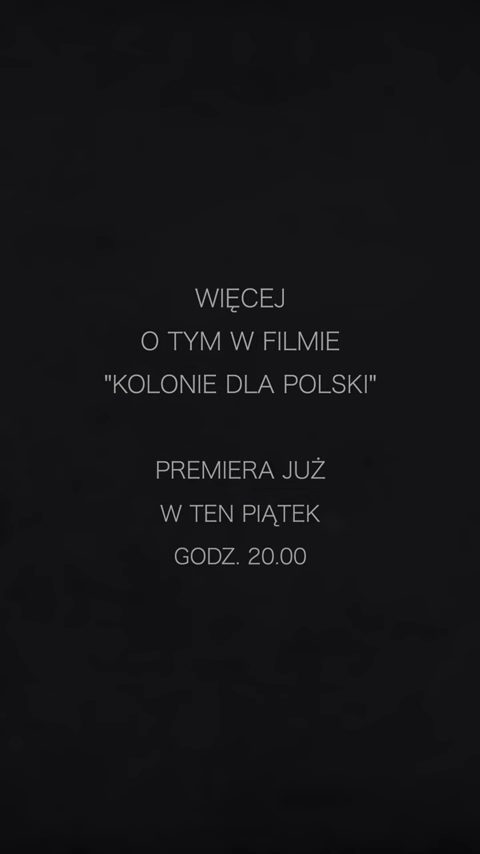 WIĘCEJ
O TYM W FILMIE
"KOLONIE DLA POLSKI"
PREMIERA JUŻ
W TEN PIĄTEK
GODZ. 20.00